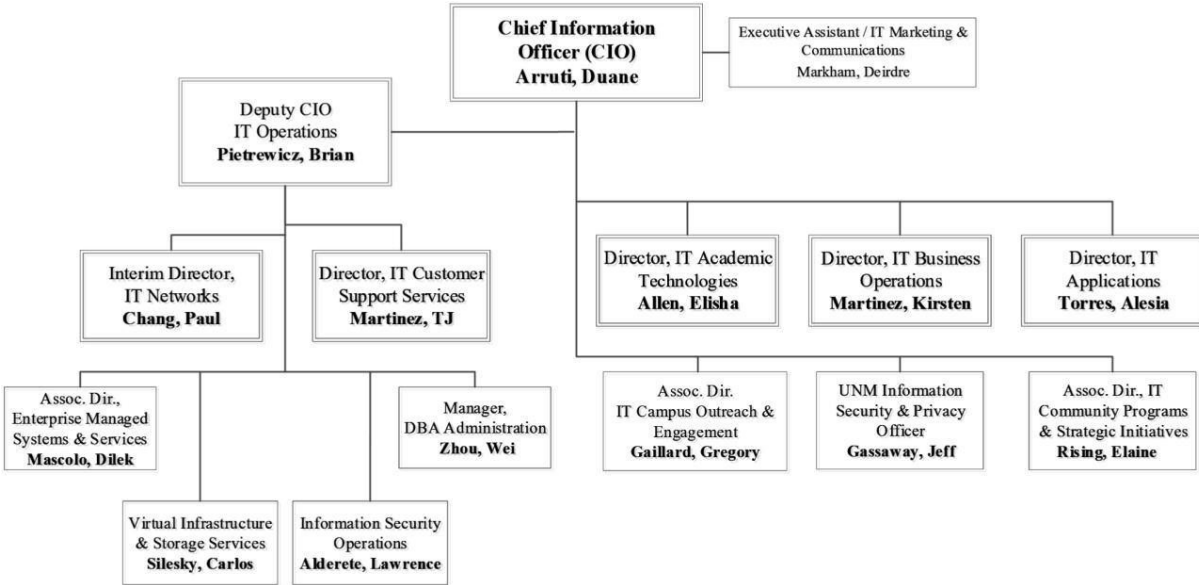 Chief Information
Officer (CIO)
Arruti, Duane
Executive Assistant / IT Marketing &
Communications
Markham, Deirdre
Deputy CIO
IT Operations
Pietrewicz, Brian
Interim Director,
IT Networks
Chang, Paul
Director, IT Customer
Support Services
Martinez, TJ
Director, IT Academic
Technologies
Allen, Elisha
Director, IT Business
Operations
Martinez, Kirsten
Director, IT
Applications
Torres, Alesia
Assoc. Dir.,
Enterprise Managed
Systems & Services
Mascolo, Dilek
Manager,
DBA Administration
Zhou, Wei
Assoc. Dir.
IT Campus Outreach &
Engagement
Gaillard, Gregory
UNM Information
Security & Privacy
Officer
Gassaway, Jeff
Assoc. Dir., IT
Community Programs
& Strategic Initiatives
Rising, Elaine
Virtual Infrastructure
& Storage Services
Silesky, Carlos
Information Security
Operations
Alderete, Lawrence